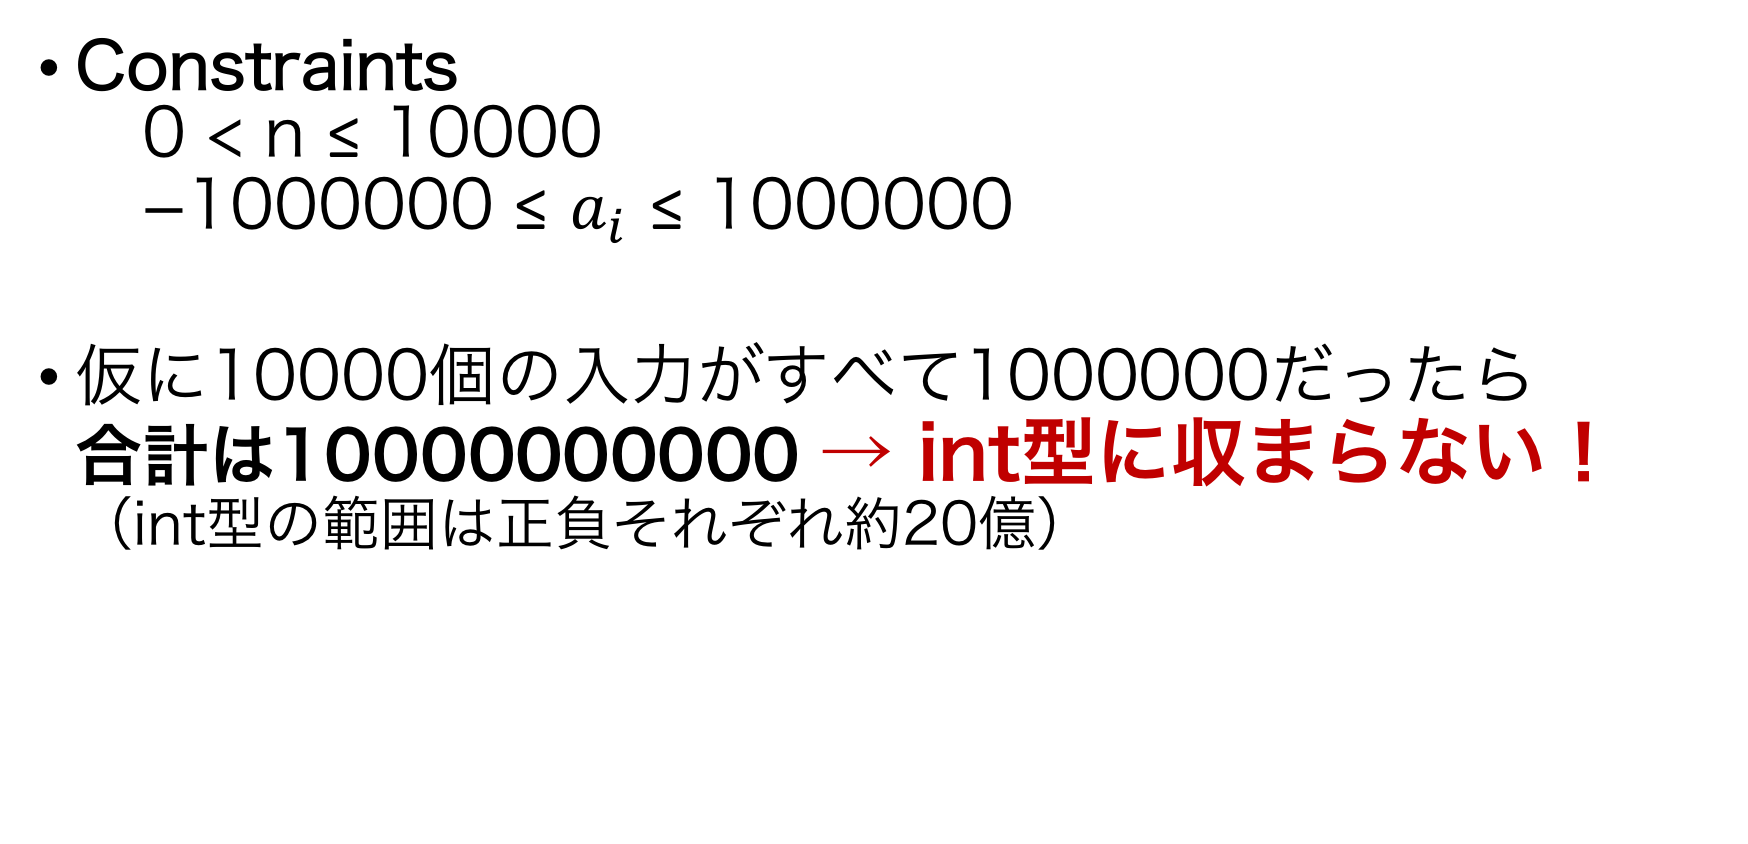 • Constraints
0 < n ≤ 10000
−1000000 ≤ aᵢ ≤ 1000000
• 仮に10000個の入力がすべて1000000だったら
合計は10000000000 → int型に収まらない！
（int型の範囲は正負それぞれ約20億）